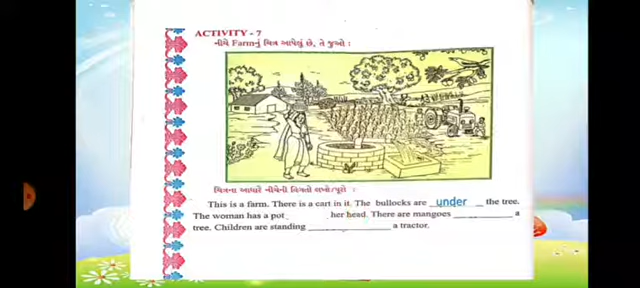 ACTIVITY - 7
નીચે Farmનું ચિત્ર આપેલું છે, તે જુઓ :
ચિત્રના આધારે નીચેની વિગતો લખો/પૂરો :
This is a farm. There is a cart in it. The bullocks are under the tree.
The woman has a pot her head. There are mangoes a
tree. Children are standing a tractor.